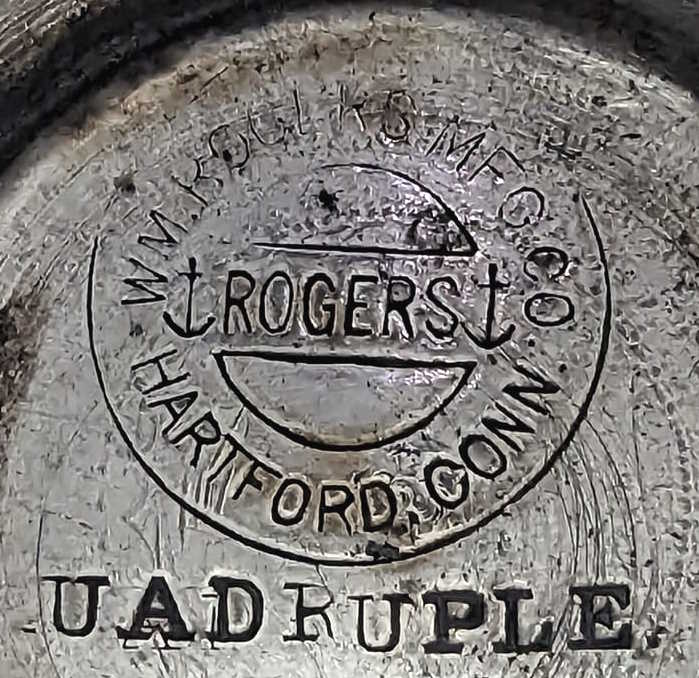 WM. ROGERS MFG. CO.
ROGERS
HARTFORD, CONN
UADRUPLE.